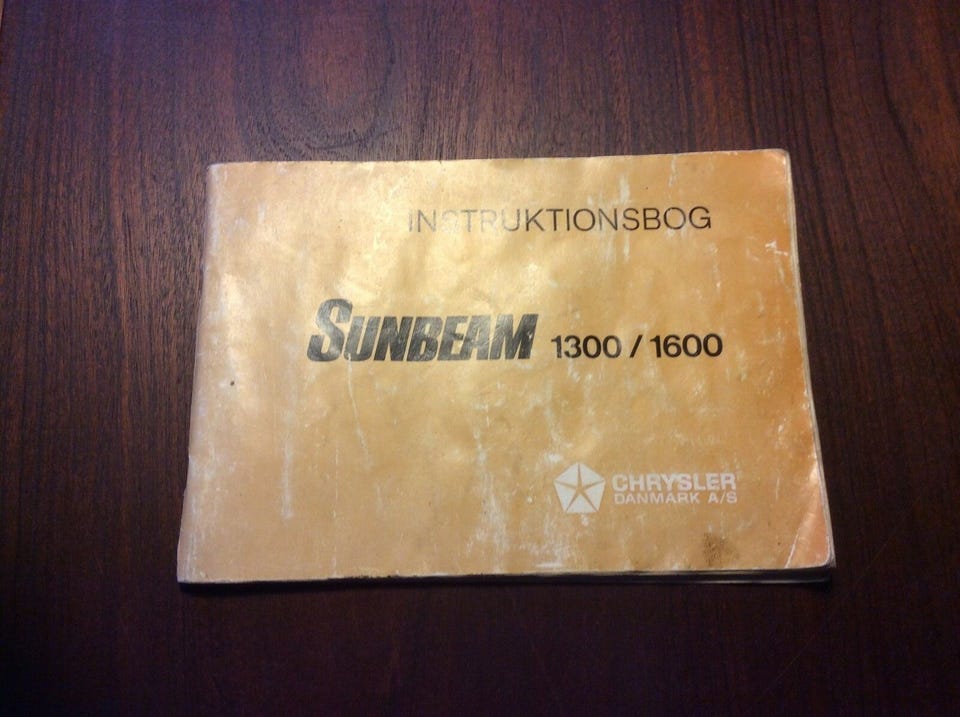 INSTRUKTIONSBOG
SUNBEAM 1300 / 1600
CHRYSLER
DANMARK A/S